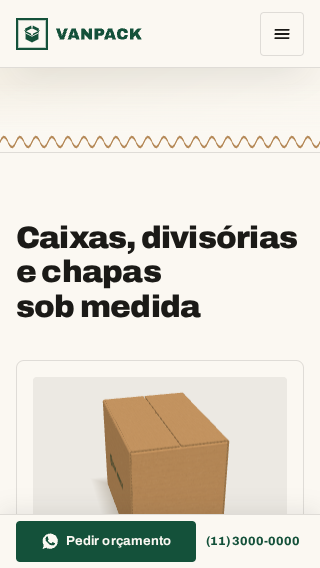 VANPACK
Caixas, divisórias
e chapas
sob medida
Pedir orçamento
(11) 3000-0000